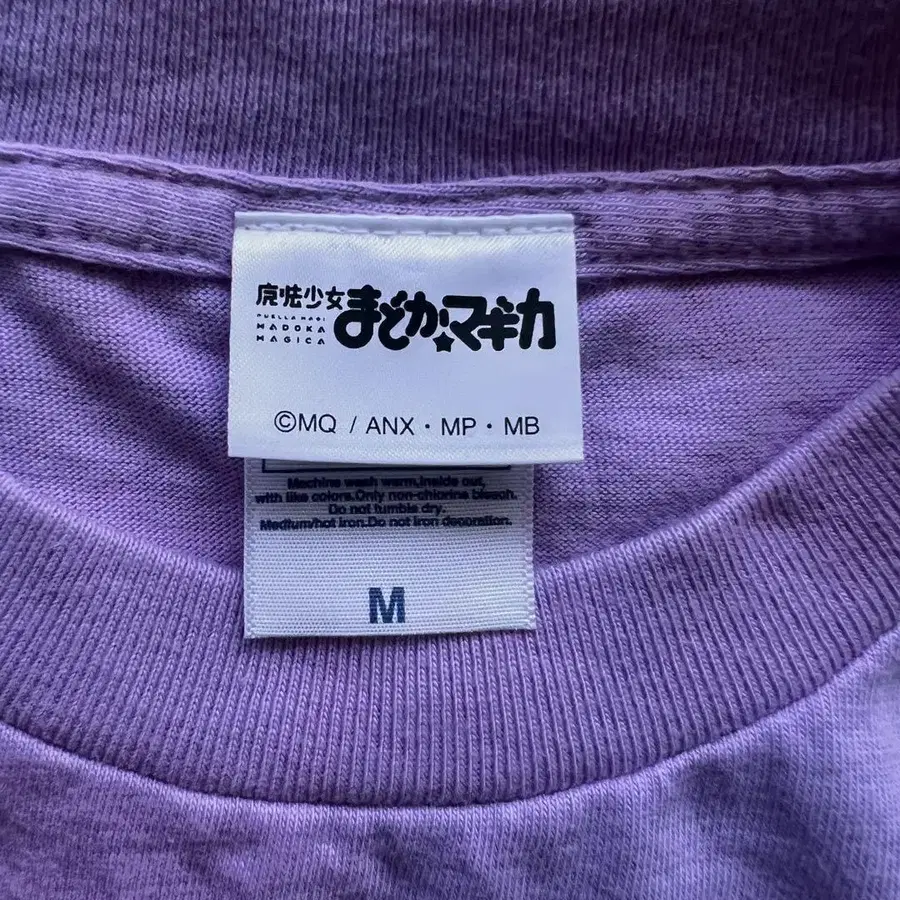 魔法少女
PUELLA MAGI
MADOKA
MAGICA
まどか☆マギカ
©MQ / ANX・MP・MB
Machine wash warm,inside out,
with like colors.Only non-chlorine bleach.
Do not tumble dry.
Medium/hot iron.Do not iron decoration.
M